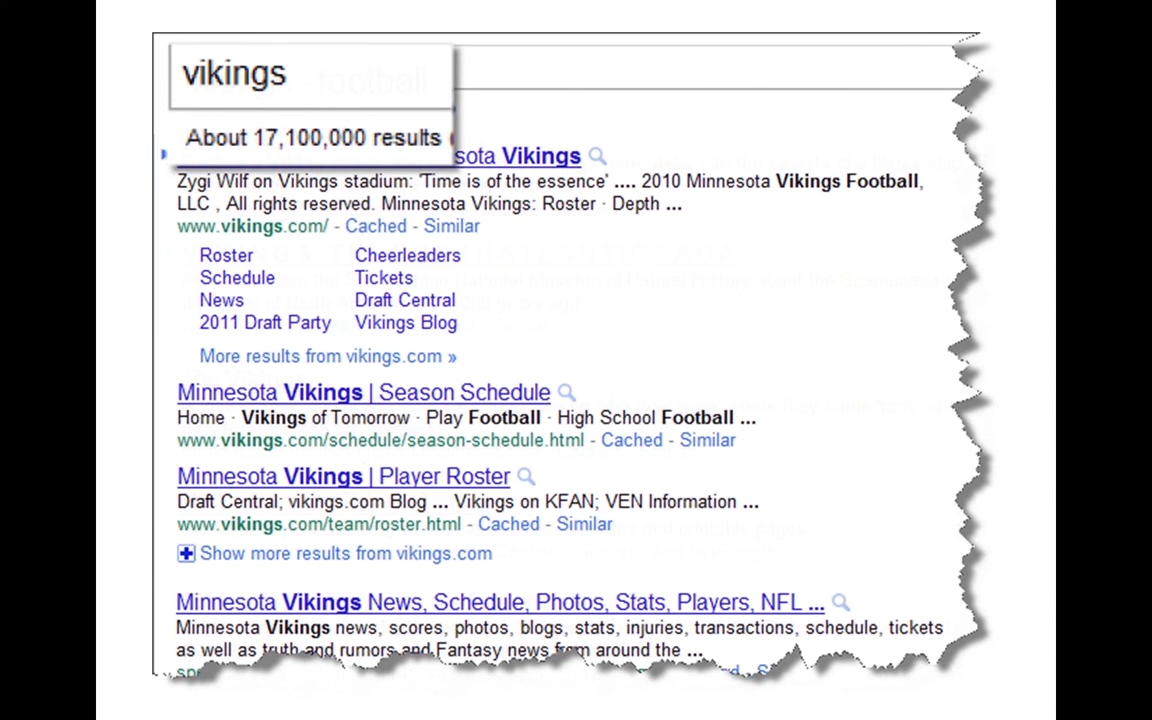 vikings -football
About 17,100,000 results
sota Vikings
Zygi Wilf on Vikings stadium: 'Time is of the essence' .... 2010 Minnesota Vikings Football,
LLC , All rights reserved. Minnesota Vikings: Roster · Depth ...
www.vikings.com/ - Cached - Similar
Roster Cheerleaders
Schedule Tickets
News Draft Central
2011 Draft Party Vikings Blog
More results from vikings.com »
Minnesota Vikings | Season Schedule
Home · Vikings of Tomorrow · Play Football · High School Football ...
www.vikings.com/schedule/season-schedule.html - Cached - Similar
Minnesota Vikings | Player Roster
Draft Central; vikings.com Blog ... Vikings on KFAN; VEN Information ...
www.vikings.com/team/roster.html - Cached - Similar
Show more results from vikings.com
Minnesota Vikings News, Schedule, Photos, Stats, Players, NFL ...
Minnesota Vikings news, scores, photos, blogs, stats, injuries, transactions, schedule, tickets
as well as truth and rumors and Fantasy news from around the ...